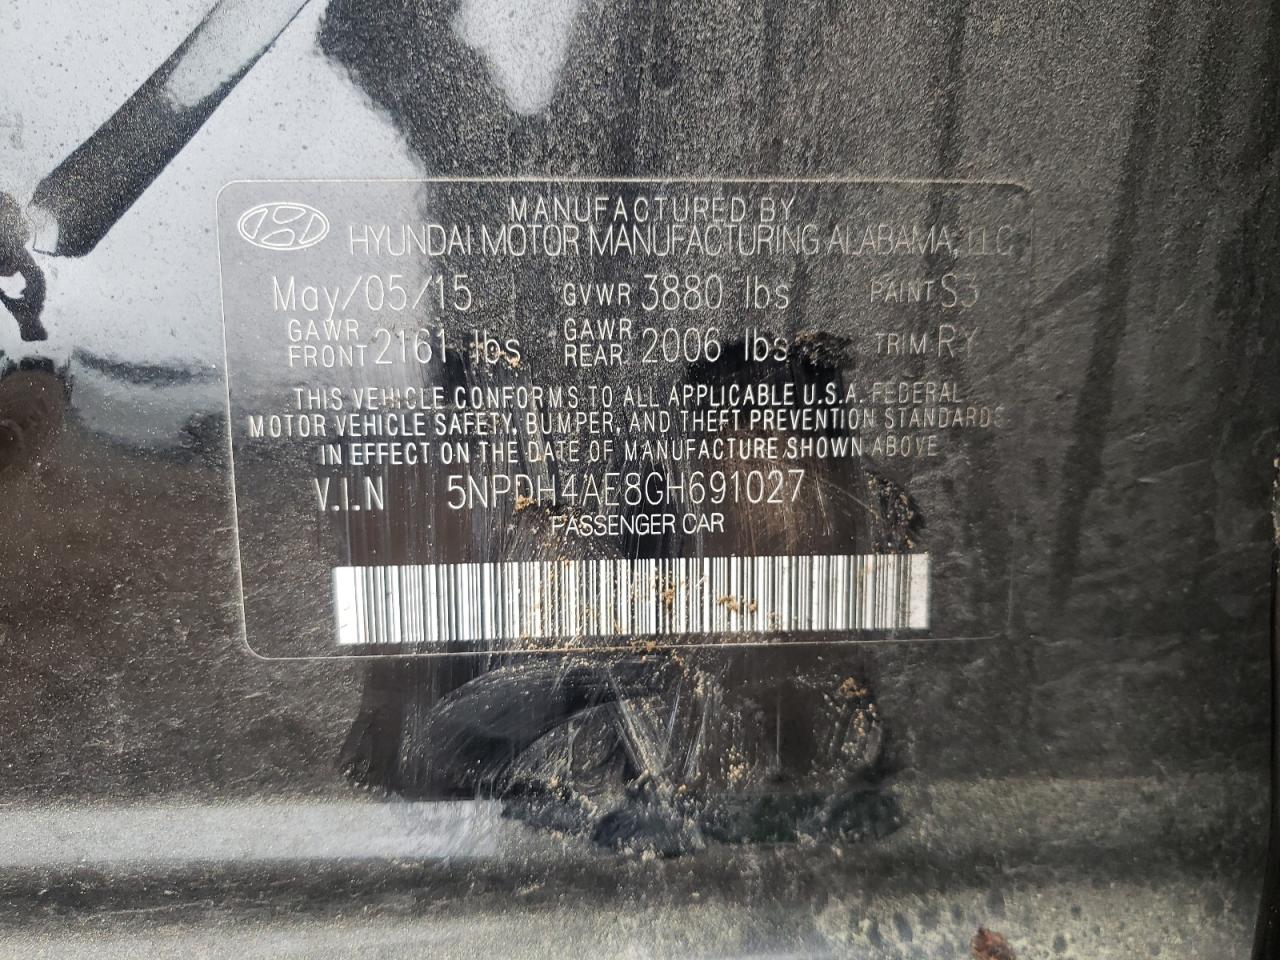 MANUFACTURED BY
HYUNDAI MOTOR MANUFACTURING ALABAMA, LLC
May/05/15 GVWR 3880 lbs PAINT S3
GAWR FRONT 2161 lbs GAWR REAR 2006 lbs TRIM RY
THIS VEHICLE CONFORMS TO ALL APPLICABLE U.S.A. FEDERAL
MOTOR VEHICLE SAFETY, BUMPER, AND THEFT PREVENTION STANDARDS
IN EFFECT ON THE DATE OF MANUFACTURE SHOWN ABOVE
V.I.N 5NPDH4AE8GH691027
PASSENGER CAR